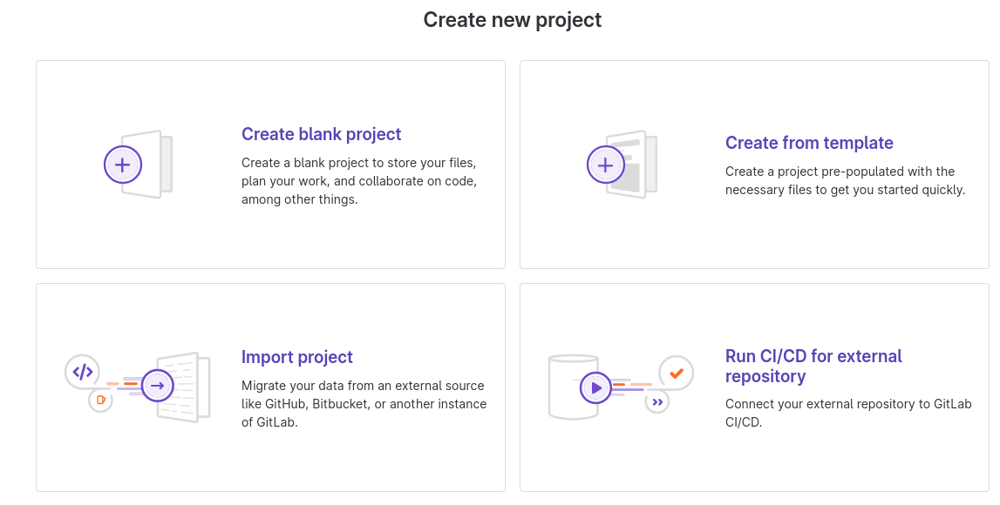 Create new project
Create blank project
Create a blank project to store your files,
plan your work, and collaborate on code,
among other things.
Create from template
Create a project pre-populated with the
necessary files to get you started quickly.
Import project
Migrate your data from an external source
like GitHub, Bitbucket, or another instance
of GitLab.
Run CI/CD for external
repository
Connect your external repository to GitLab
CI/CD.